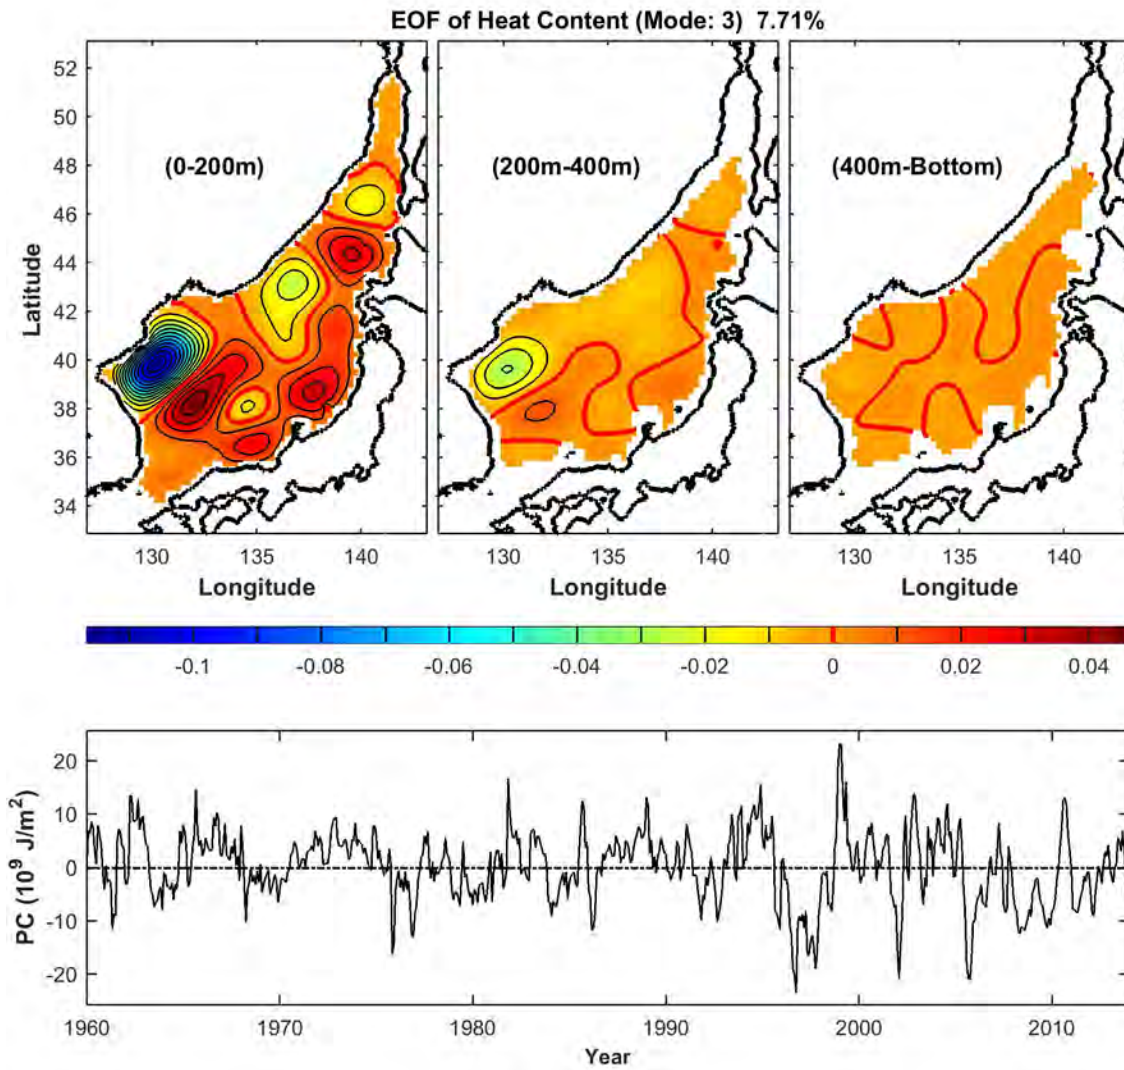 EOF of Heat Content (Mode: 3) 7.71%
52
50
48
46
44
42
40
38
36
34
Latitude
(0-200m)
(200m-400m)
(400m-Bottom)
130 135 140
130 135 140
130 135 140
Longitude
Longitude
Longitude
-0.1 -0.08 -0.06 -0.04 -0.02 0 0.02 0.04
PC (10⁹ J/m²)
20
10
0
-10
-20
1960 1970 1980 1990 2000 2010
Year